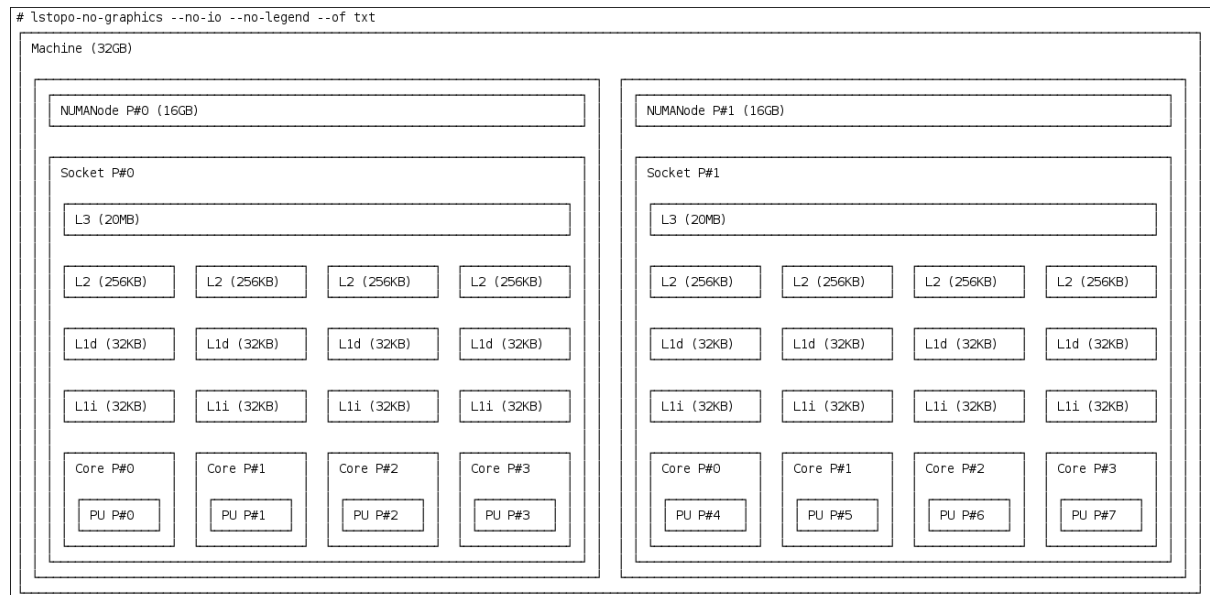 # lstopo-no-graphics --no-io --no-legend --of txt
Machine (32GB)
NUMANode P#0 (16GB) NUMANode P#1 (16GB)
Socket P#0 Socket P#1
L3 (20MB) L3 (20MB)
L2 (256KB) L2 (256KB) L2 (256KB) L2 (256KB) L2 (256KB) L2 (256KB) L2 (256KB) L2 (256KB)
L1d (32KB) L1d (32KB) L1d (32KB) L1d (32KB) L1d (32KB) L1d (32KB) L1d (32KB) L1d (32KB)
L1i (32KB) L1i (32KB) L1i (32KB) L1i (32KB) L1i (32KB) L1i (32KB) L1i (32KB) L1i (32KB)
Core P#0 Core P#1 Core P#2 Core P#3 Core P#0 Core P#1 Core P#2 Core P#3
PU P#0 PU P#1 PU P#2 PU P#3 PU P#4 PU P#5 PU P#6 PU P#7